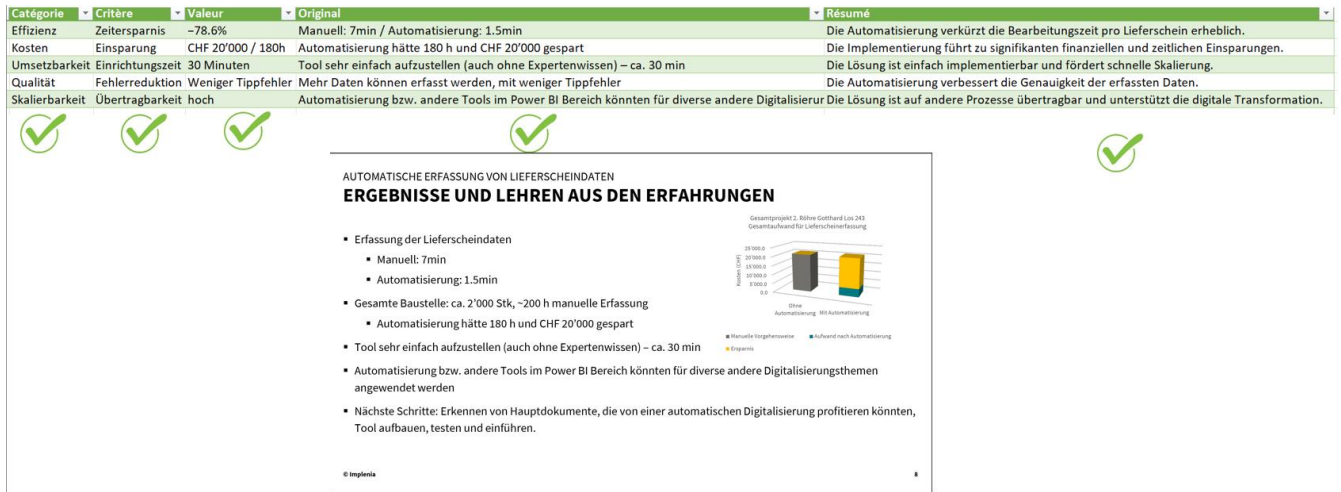 Catégorie Critère Valeur Original Résumé
Effizienz Zeitersparnis −78.6% Manuell: 7min / Automatisierung: 1.5min Die Automatisierung verkürzt die Bearbeitungszeit pro Lieferschein erheblich.
Kosten Einsparung CHF 20'000 / 180h Automatisierung hätte 180 h und CHF 20'000 gespart Die Implementierung führt zu signifikanten finanziellen und zeitlichen Einsparungen.
Umsetzbarkeit Einrichtungszeit 30 Minuten Tool sehr einfach aufzustellen (auch ohne Expertenwissen) – ca. 30 min Die Lösung ist einfach implementierbar und fördert schnelle Skalierung.
Qualität Fehlerreduktion Weniger Tippfehler Mehr Daten können erfasst werden, mit weniger Tippfehler Die Automatisierung verbessert die Genauigkeit der erfassten Daten.
Skalierbarkeit Übertragbarkeit hoch Automatisierung bzw. andere Tools im Power BI Bereich könnten für diverse andere Digitalisierur Die Lösung ist auf andere Prozesse übertragbar und unterstützt die digitale Transformation.
AUTOMATISCHE ERFASSUNG VON LIEFERSCHEINDATEN
ERGEBNISSE UND LEHREN AUS DEN ERFAHRUNGEN
▪ Erfassung der Lieferscheindaten
▪ Manuell: 7min
▪ Automatisierung: 1.5min
▪ Gesamte Baustelle: ca. 2'000 Stk, ~200 h manuelle Erfassung
▪ Automatisierung hätte 180 h und CHF 20'000 gespart
▪ Tool sehr einfach aufzustellen (auch ohne Expertenwissen) – ca. 30 min
▪ Automatisierung bzw. andere Tools im Power BI Bereich könnten für diverse andere Digitalisierungsthemen
angewendet werden
▪ Nächste Schritte: Erkennen von Hauptdokumente, die von einer automatischen Digitalisierung profitieren könnten,
Tool aufbauen, testen und einführen.
Gesamtprojekt 2. Röhre Gotthard Los 243
Gesamtaufwand für Lieferscheinerfassung
Kosten (CHF)
25'000.0
20'000.0
15'000.0
10'000.0
5'000.0
0.0
Ohne
Automatisierung
Mit Automatisierung
Manuelle Vorgehensweise
Aufwand nach Automatisierung
Ersparnis
© Implenia
8